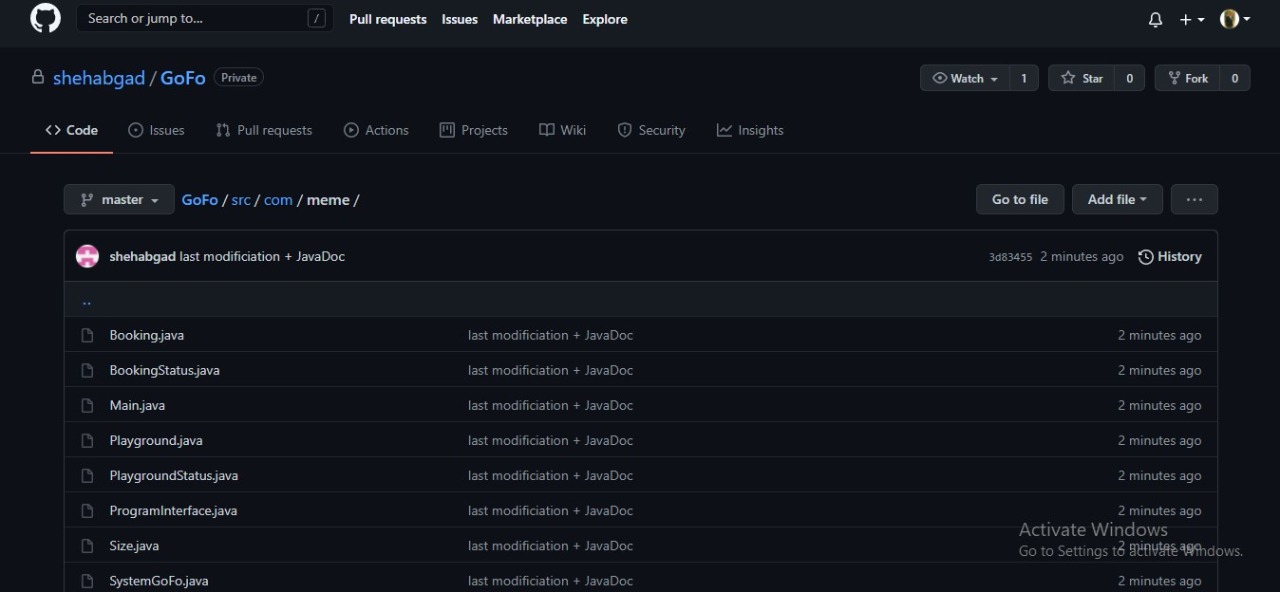 Search or jump to... / Pull requests Issues Marketplace Explore
shehabgad / GoFo Private Watch 1 Star 0 Fork 0
Code Issues Pull requests Actions Projects Wiki Security Insights
master GoFo / src / com / meme / Go to file Add file ...
shehabgad last modificiation + JavaDoc 3d83455 2 minutes ago History
..
Booking.java last modificiation + JavaDoc 2 minutes ago
BookingStatus.java last modificiation + JavaDoc 2 minutes ago
Main.java last modificiation + JavaDoc 2 minutes ago
Playground.java last modificiation + JavaDoc 2 minutes ago
PlaygroundStatus.java last modificiation + JavaDoc 2 minutes ago
ProgramInterface.java last modificiation + JavaDoc 2 minutes ago
Activate Windows
Size.java last modificiation + JavaDoc 2 minutes ago
Go to Settings to activate Windows.
SystemGoFo.java last modificiation + JavaDoc 2 minutes ago